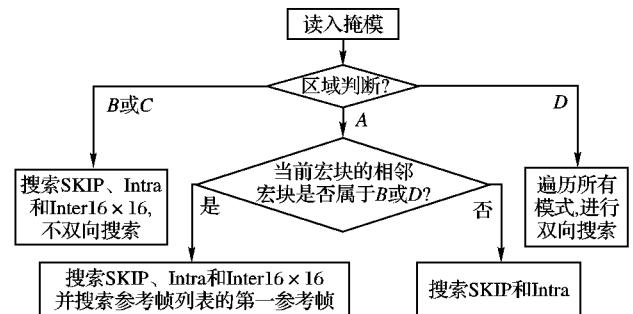 读入掩模
区域判断?
B或C
D
A
搜索SKIP、Intra
和Inter16×16,
不双向搜索
当前宏块的相邻
宏块是否属于B或D?
遍历所有
模式,进行
双向搜索
是
否
搜索SKIP、Intra和Inter16×16
并搜索参考帧列表的第一参考帧
搜索SKIP和Intra